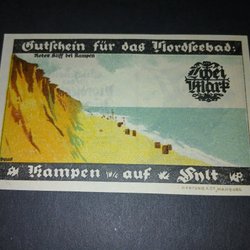 Gutschein für das Nordseebad:
Rotes Kliff bei Kampen
Zwei
Mark
Kampen auf Sylt